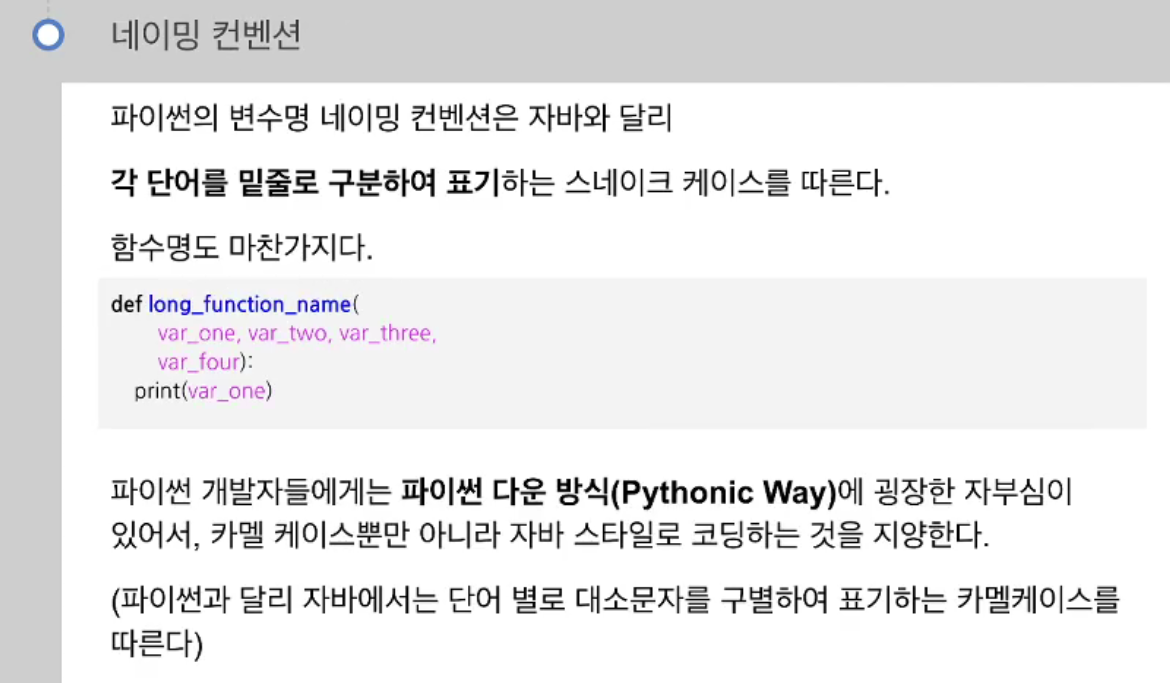 네이밍 컨벤션
파이썬의 변수명 네이밍 컨벤션은 자바와 달리
각 단어를 밑줄로 구분하여 표기하는 스네이크 케이스를 따른다.
함수명도 마찬가지다.
def long_function_name(
var_one, var_two, var_three,
var_four):
print(var_one)
파이썬 개발자들에게는 파이썬 다운 방식(Pythonic Way)에 굉장한 자부심이
있어서, 카멜 케이스뿐만 아니라 자바 스타일로 코딩하는 것을 지양한다.
(파이썬과 달리 자바에서는 단어 별로 대소문자를 구별하여 표기하는 카멜케이스를
따른다)